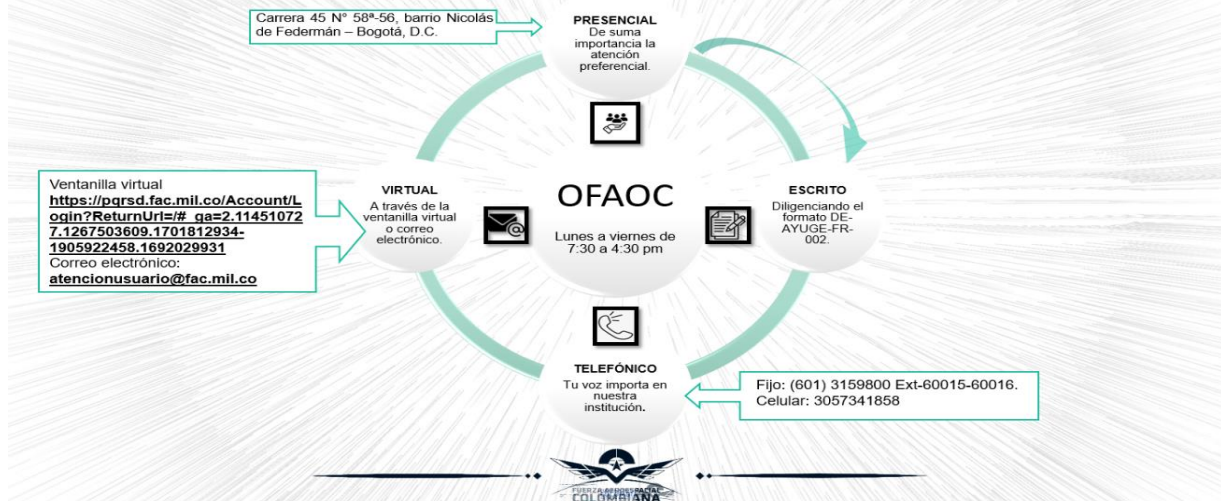 Carrera 45 N° 58ª-56, barrio Nicolás
de Federmán – Bogotá, D.C.
PRESENCIAL
De suma
importancia la
atención
preferencial.
Ventanilla virtual
https://pqrsd.fac.mil.co/Account/L
ogin?ReturnUrl=/#_ga=2.11451072
7.1267503609.1701812934-
1905922458.1692029931
Correo electrónico:
atencionusuario@fac.mil.co
VIRTUAL
A través de la
ventanilla virtual
o correo
electrónico.
OFAOC
Lunes a viernes de
7:30 a 4:30 pm
ESCRITO
Diligenciando el
formato DE-
AYUGE-FR-
002.
TELEFÓNICO
Tu voz importa en
nuestra
institución.
Fijo: (601) 3159800 Ext-60015-60016.
Celular: 3057341858
FUERZA AEROESPACIAL
COLOMBIANA